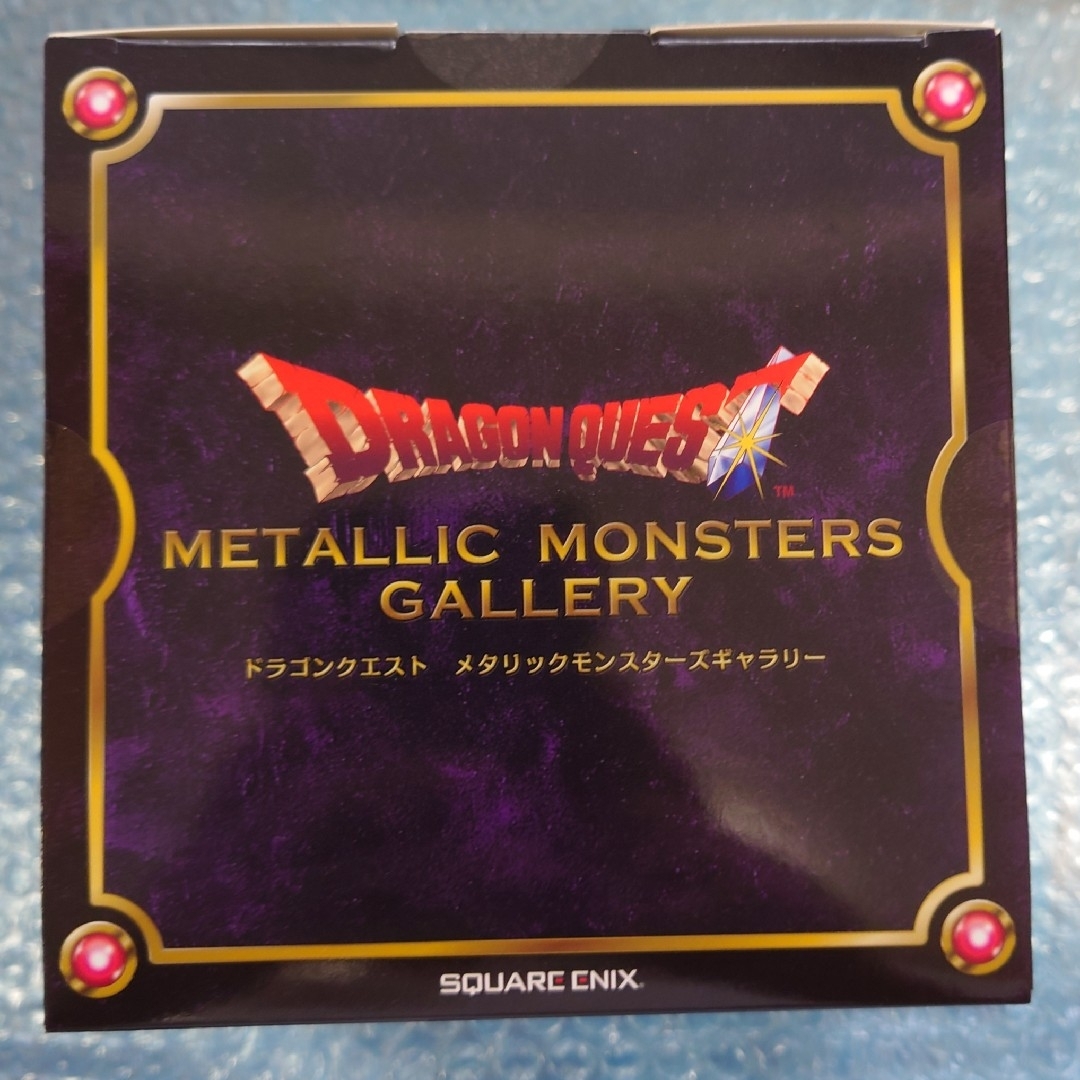 DRAGON QUEST
TM
METALLIC MONSTERS
GALLERY
ドラゴンクエスト　メタリックモンスターズギャラリー
SQUARE ENIX.